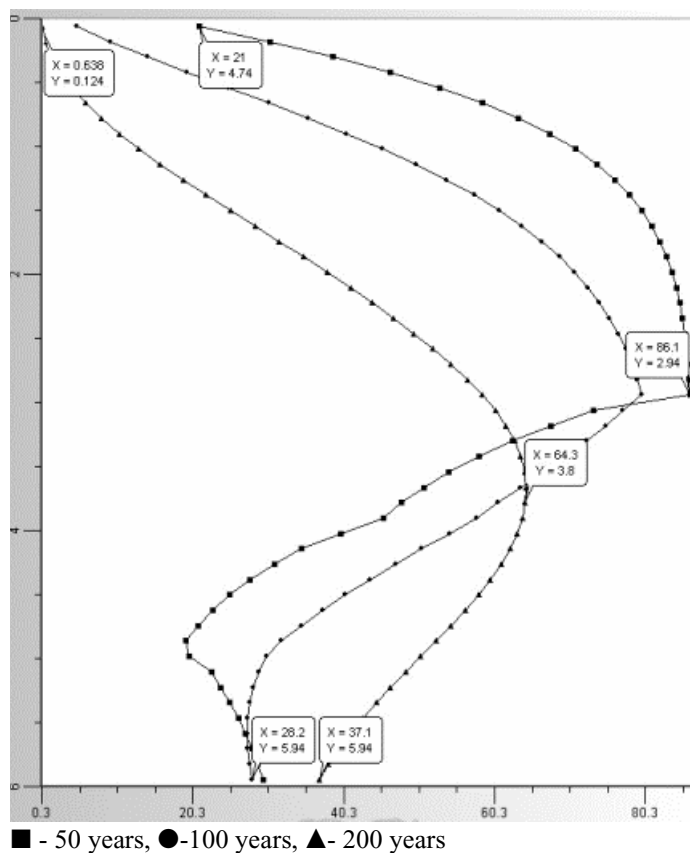 0
X = 0.638
Y = 0.124
X = 21
Y = 4.74
2
X = 86.1
Y = 2.94
X = 64.3
Y = 3.8
4
X = 28.2
Y = 5.94
X = 37.1
Y = 5.94
6
0.3 20.3 40.3 60.3 80.3
■ - 50 years, ●-100 years, ▲- 200 years